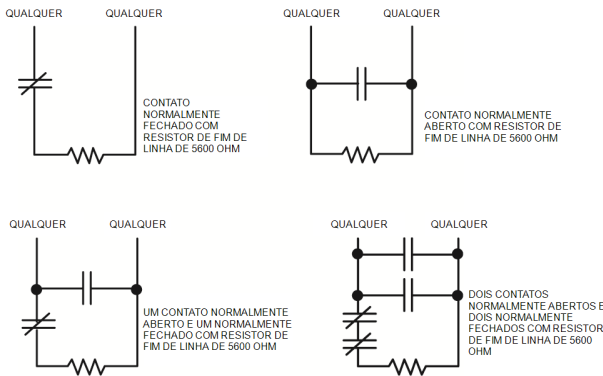 QUALQUER QUALQUER
CONTATO
NORMALMENTE
FECHADO COM
RESISTOR DE FIM DE
LINHA DE 5600 OHM
QUALQUER QUALQUER
CONTATO NORMALMENTE
ABERTO COM RESISTOR DE
FIM DE LINHA DE 5600 OHM
QUALQUER QUALQUER
UM CONTATO NORMALMENTE
ABERTO E UM NORMALMENTE
FECHADO COM RESISTOR DE
FIM DE LINHA DE 5600 OHM
QUALQUER QUALQUER
DOIS CONTATOS
NORMALMENTE ABERTOS E
DOIS NORMALMENTE
FECHADOS COM RESISTOR
DE FIM DE LINHA DE 5600
OHM